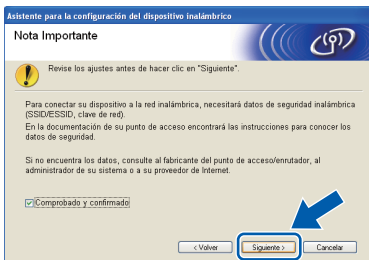 Asistente para la configuración del dispositivo inalámbrico
Nota Importante
Revise los ajustes antes de hacer clic en "Siguiente".
Para conectar su dispositivo a la red inalámbrica, necesitará datos de seguridad inalámbrica
(SSID/ESSID, clave de red).
En la documentación de su punto de acceso encontrará las instrucciones para conocer los
datos de seguridad.
Si no encuentra los datos, consulte al fabricante del punto de acceso/enrutador, al
administrador de su sistema o a su proveedor de Internet.
Comprobado y confirmado
< Volver
Siguiente >
Cancelar